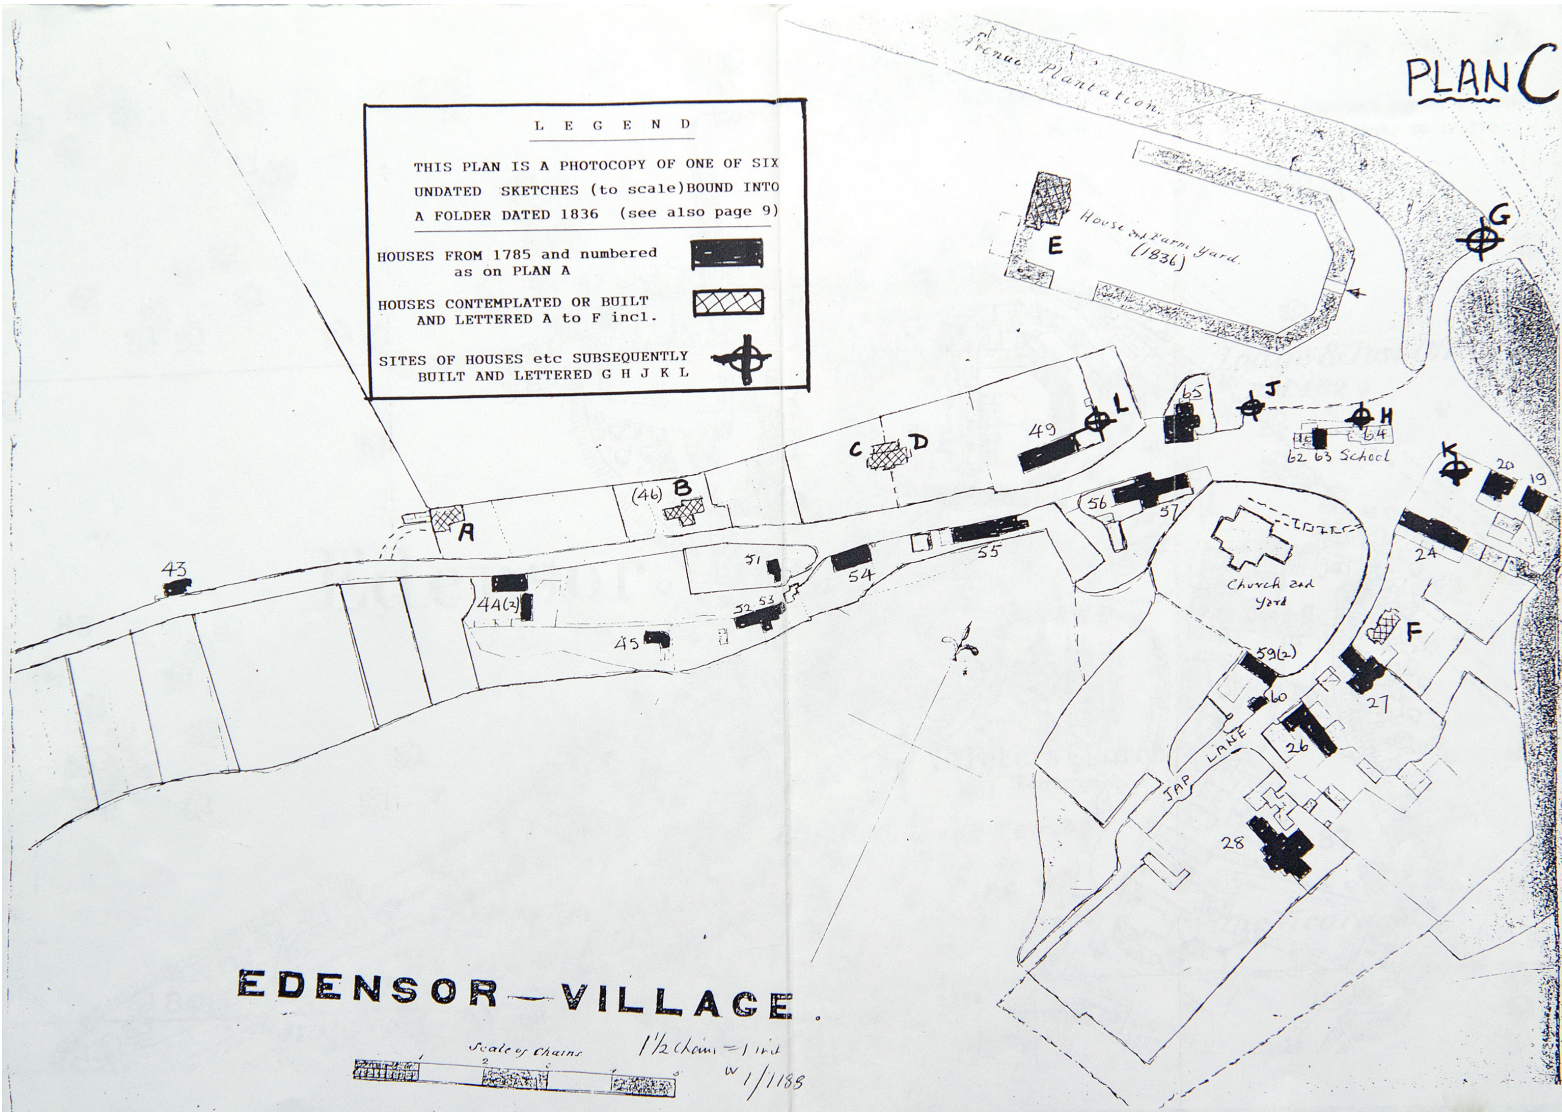 PLAN C
Avenue Plantation.
L E G E N D
THIS PLAN IS A PHOTOCOPY OF ONE OF SIX
UNDATED SKETCHES (to scale)BOUND INTO
A FOLDER DATED 1836 (see also page 9)
HOUSES FROM 1785 and numbered
as on PLAN A
HOUSES CONTEMPLATED OR BUILT
AND LETTERED A to F incl.
SITES OF HOUSES etc SUBSEQUENTLY
BUILT AND LETTERED G H J K L
G
E
House and Farm Yard.
(1836)
J
H
L
65
64
62 63 School
49
C D
K
20
19
(46) B
A
56
57
24
55
54
51
43
44(2)
52 53
45
Church and
Yard
F
59(2)
60
27
26
JAP LANE
28
EDENSOR — VILLAGE.
Scale of Chains
1
2
1½ Chains = 1 inch
or 1/1188